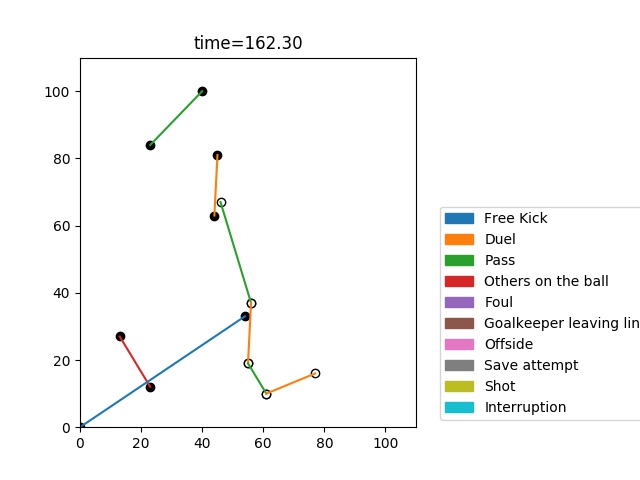 time=162.30
100
80
60
40
20
0
0 20 40 60 80 100
Free Kick
Duel
Pass
Others on the ball
Foul
Goalkeeper leaving lin
Offside
Save attempt
Shot
Interruption